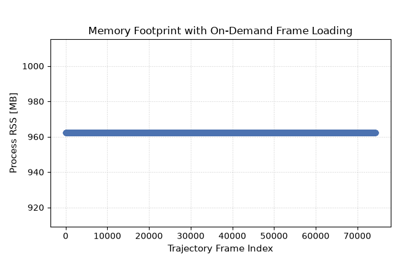 Memory Footprint with On-Demand Frame Loading
Process RSS [MB]
1000
980
960
940
920
0 10000 20000 30000 40000 50000 60000 70000
Trajectory Frame Index